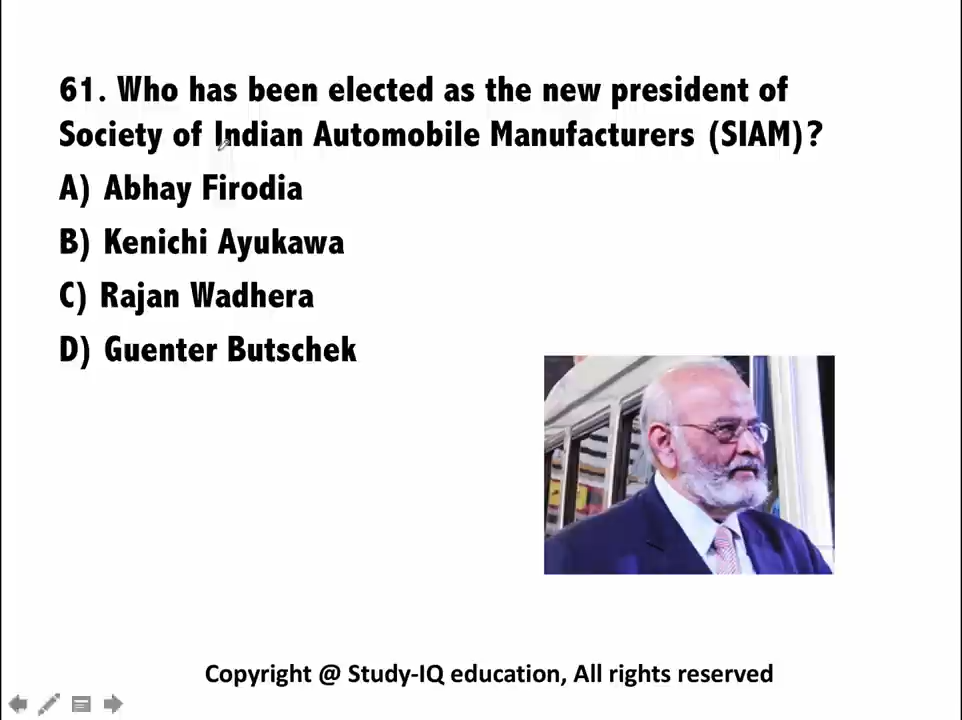 61. Who has been elected as the new president of
Society of Indian Automobile Manufacturers (SIAM)?
A) Abhay Firodia
B) Kenichi Ayukawa
C) Rajan Wadhera
D) Guenter Butschek
Copyright @ Study-IQ education, All rights reserved